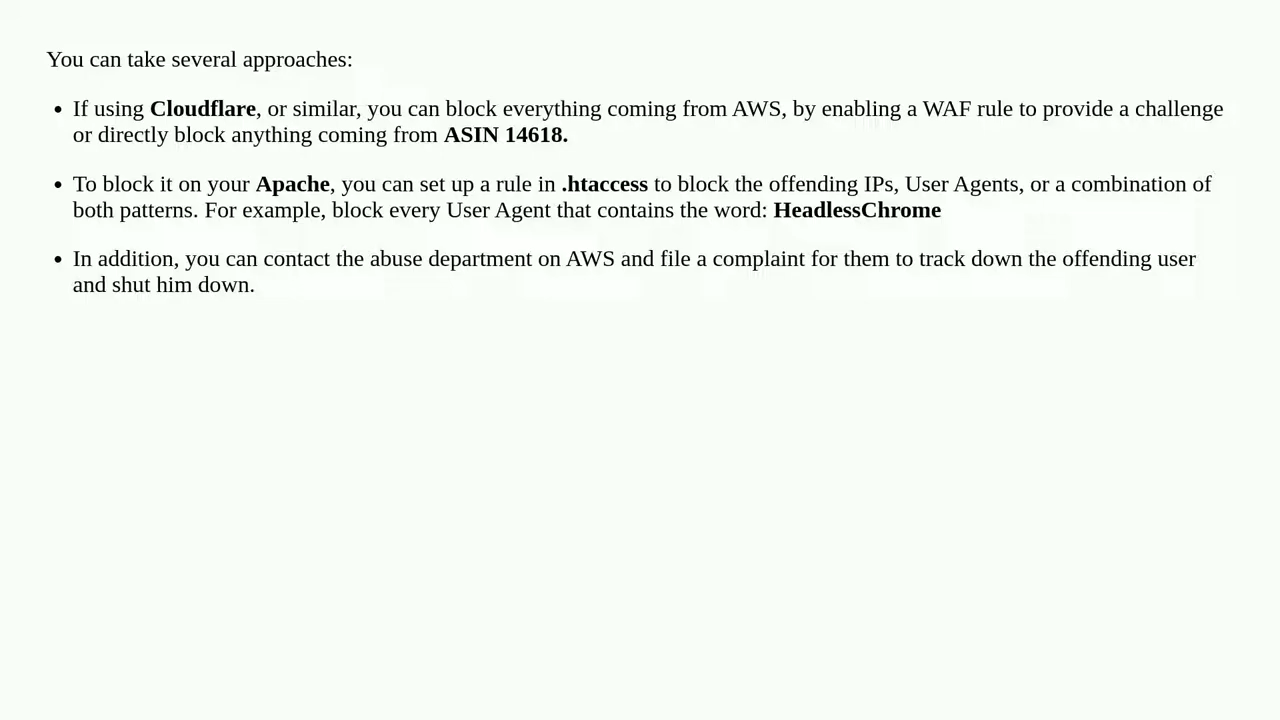 You can take several approaches:
• If using Cloudflare, or similar, you can block everything coming from AWS, by enabling a WAF rule to provide a challenge
or directly block anything coming from ASIN 14618.
• To block it on your Apache, you can set up a rule in .htaccess to block the offending IPs, User Agents, or a combination of
both patterns. For example, block every User Agent that contains the word: HeadlessChrome
• In addition, you can contact the abuse department on AWS and file a complaint for them to track down the offending user
and shut him down.